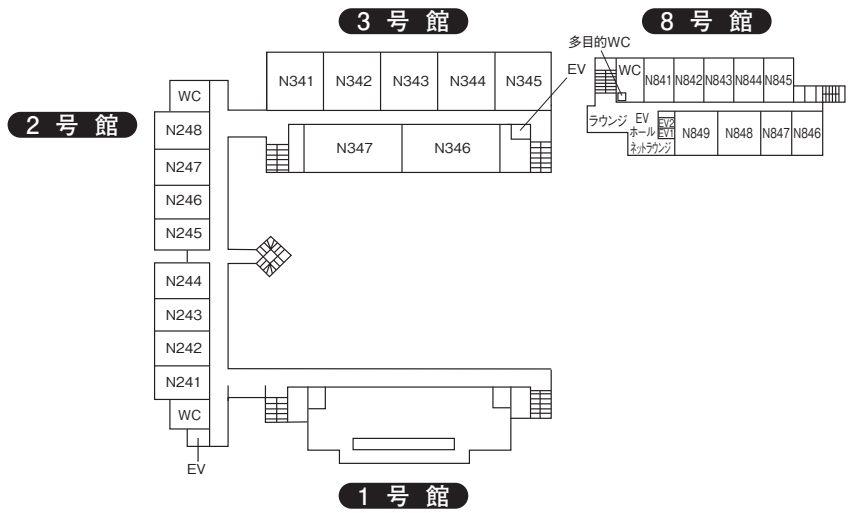 3 号 館
8 号 館
多目的WC
EV
WC
N341
N342
N343
N344
N345
N841
N842
N843
N844
N845
WC
2 号 館
N248
N347
N346
ラウンジ
EV
ホール
ネットラウンジ
EV2
EV1
N849
N848
N847
N846
N247
N246
N245
N244
N243
N242
N241
WC
EV
1 号 館